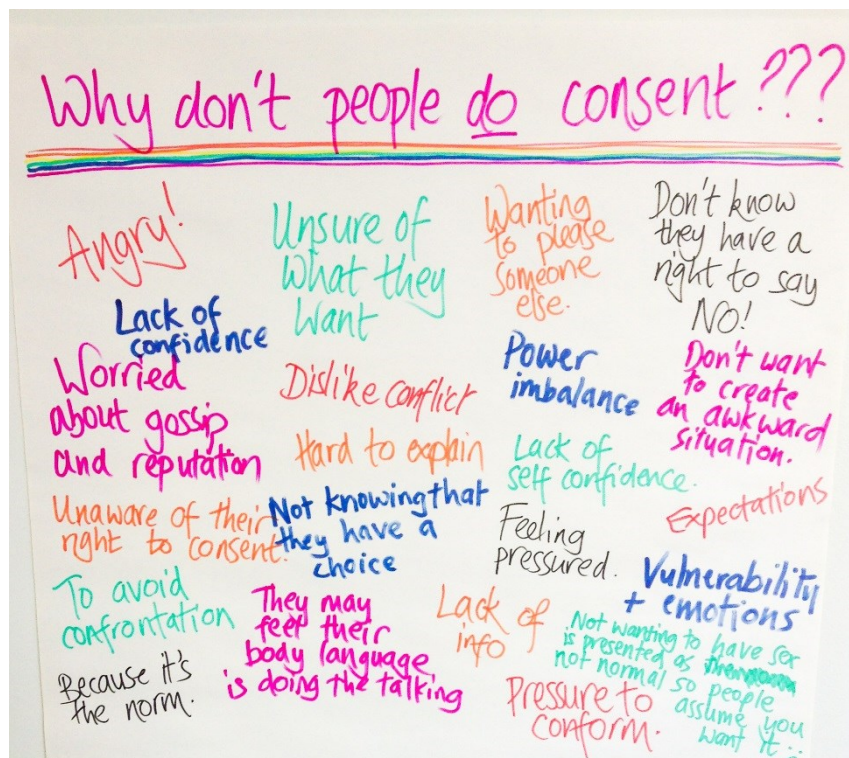 Why don't people do consent???
Angry!
Unsure of
what they
want
Wanting
to please
someone
else.
Don't know
they have a
right to say
NO!
Lack of
confidence
Worried
about gossip
and reputation
Dislike conflict
Power
imbalance
Don't want
to create
an awkward
situation.
Hard to explain
Lack of
self confidence.
Unaware of their
right to consent.
Not knowing that
they have a
choice
Feeling
pressured.
Expectations
To avoid
confrontation
They may
feel their
body language
is doing the talking
Lack of
info
Vulnerability
+ emotions
Because it's
the norm.
Pressure to
conform.
Not wanting to have sex
is presented as
not normal so people
assume you
want it..